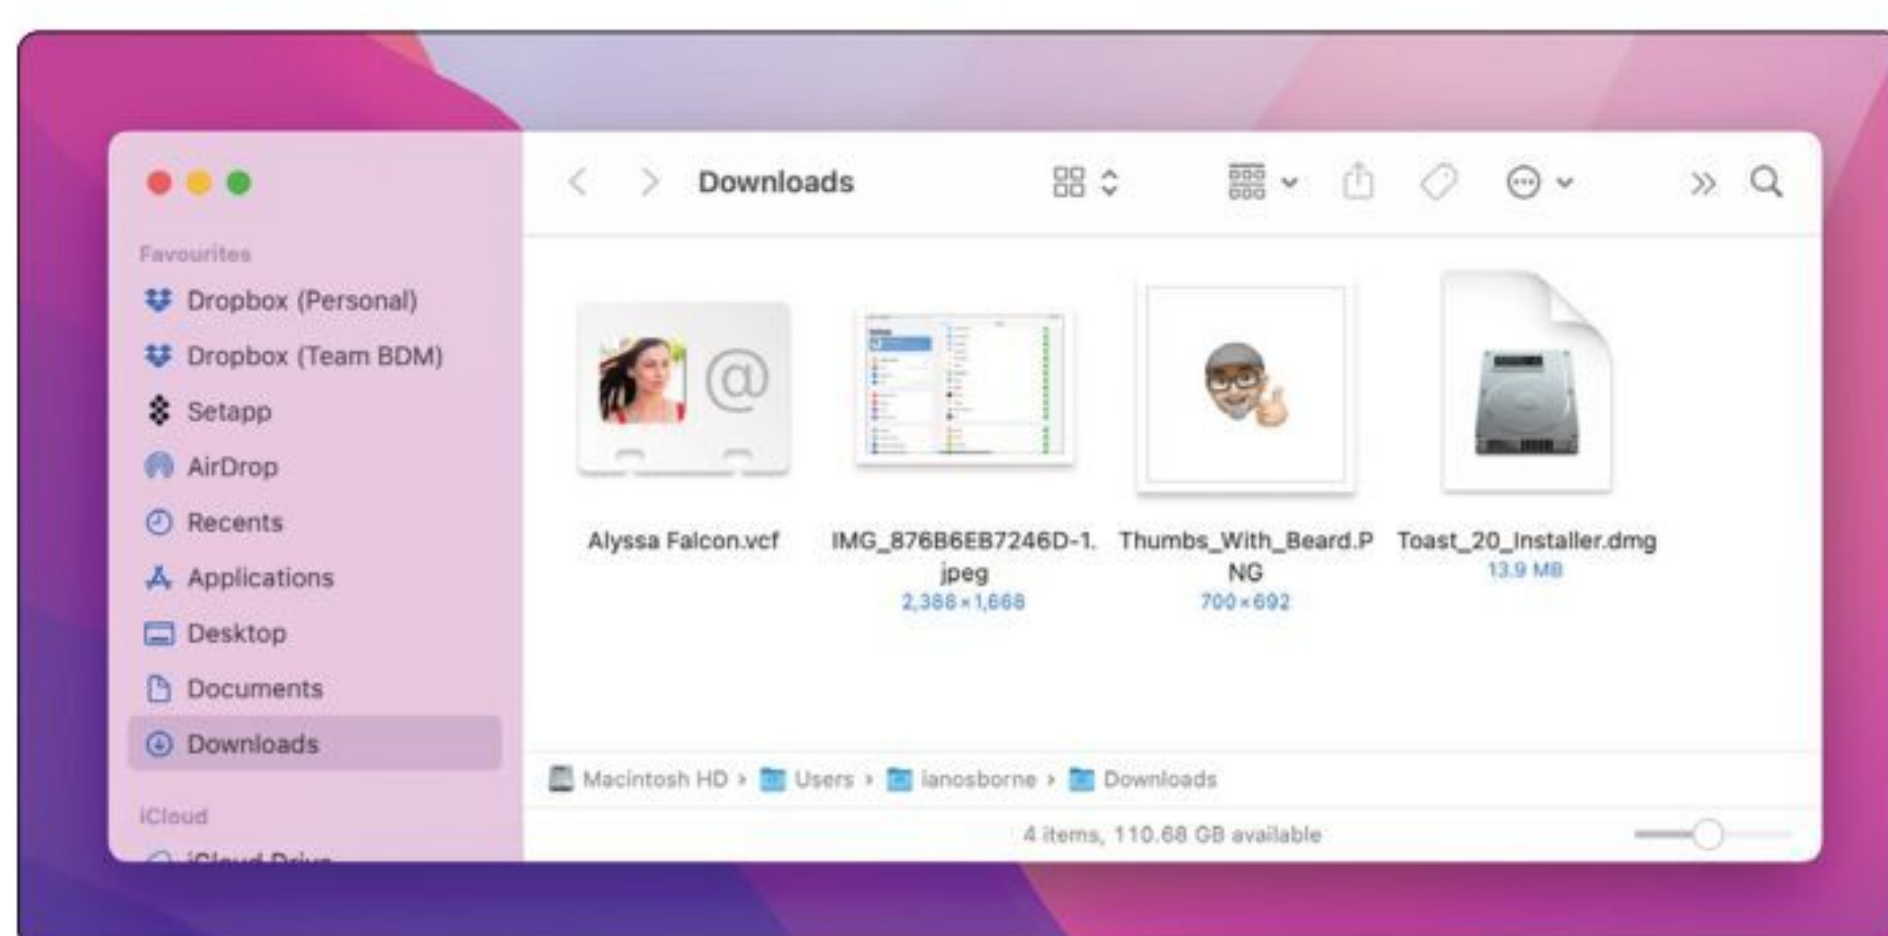 Downloads
Favourites
Dropbox (Personal)
Dropbox (Team BDM)
Setapp
AirDrop
Recents
Applications
Desktop
Documents
Downloads
iCloud
iCloud Drive
@
Alyssa Falcon.vcf
IMG_876B6EB7246D-1.
jpeg
2,388×1,668
Thumbs_With_Beard.P
NG
700×692
Toast_20_Installer.dmg
13.9 MB
Macintosh HD › Users › ianosborne › Downloads
4 items, 110.68 GB available